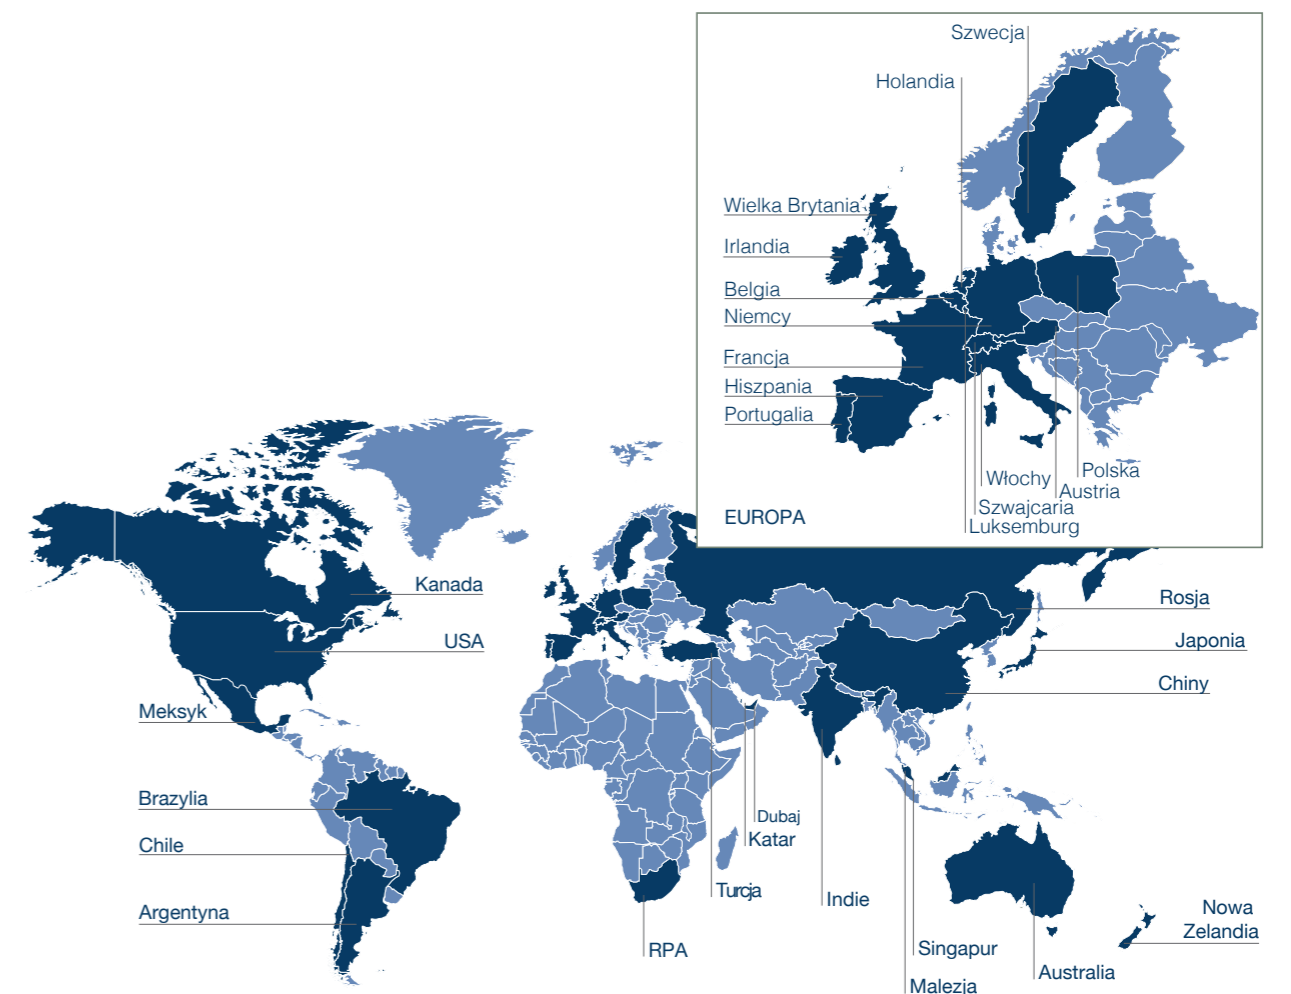 Szwecja
Holandia
Wielka Brytania
Irlandia
Belgia
Niemcy
Francja
Hiszpania
Portugalia
Polska
Włochy
Austria
Szwajcaria
Luksemburg
EUROPA
Kanada
Rosja
USA
Japonia
Chiny
Meksyk
Brazylia
Dubaj
Katar
Chile
Turcja
Indie
Argentyna
Nowa
Zelandia
RPA
Singapur
Australia
Malezja